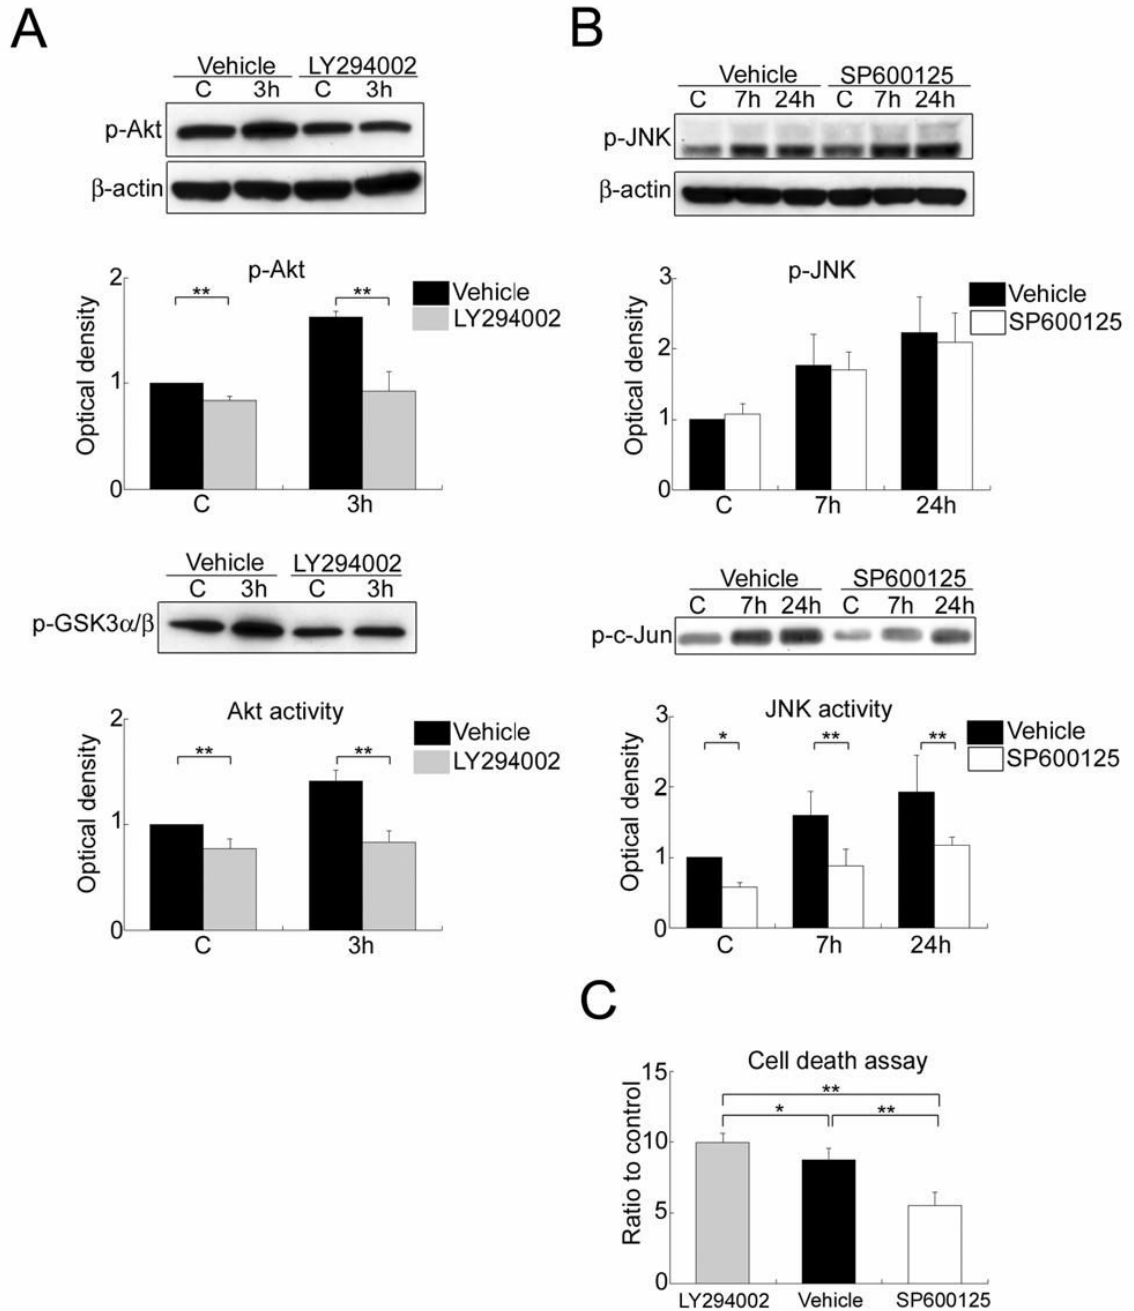 A
Vehicle LY294002
C 3h C 3h
p-Akt
β-actin
p-Akt
** **
Vehicle
LY294002
Optical density
2
1
0
C 3h
Vehicle LY294002
C 3h C 3h
p-GSK3α/β
Akt activity
** **
Vehicle
LY294002
Optical density
2
1
0
C 3h
B
Vehicle SP600125
C 7h 24h C 7h 24h
p-JNK
β-actin
p-JNK
Vehicle
SP600125
Optical density
3
2
1
0
C 7h 24h
Vehicle SP600125
C 7h 24h C 7h 24h
p-c-Jun
JNK activity
* ** **
Vehicle
SP600125
Optical density
3
2
1
0
C 7h 24h
C
Cell death assay
**
* **
Ratio to control
15
10
5
0
LY294002 Vehicle SP600125